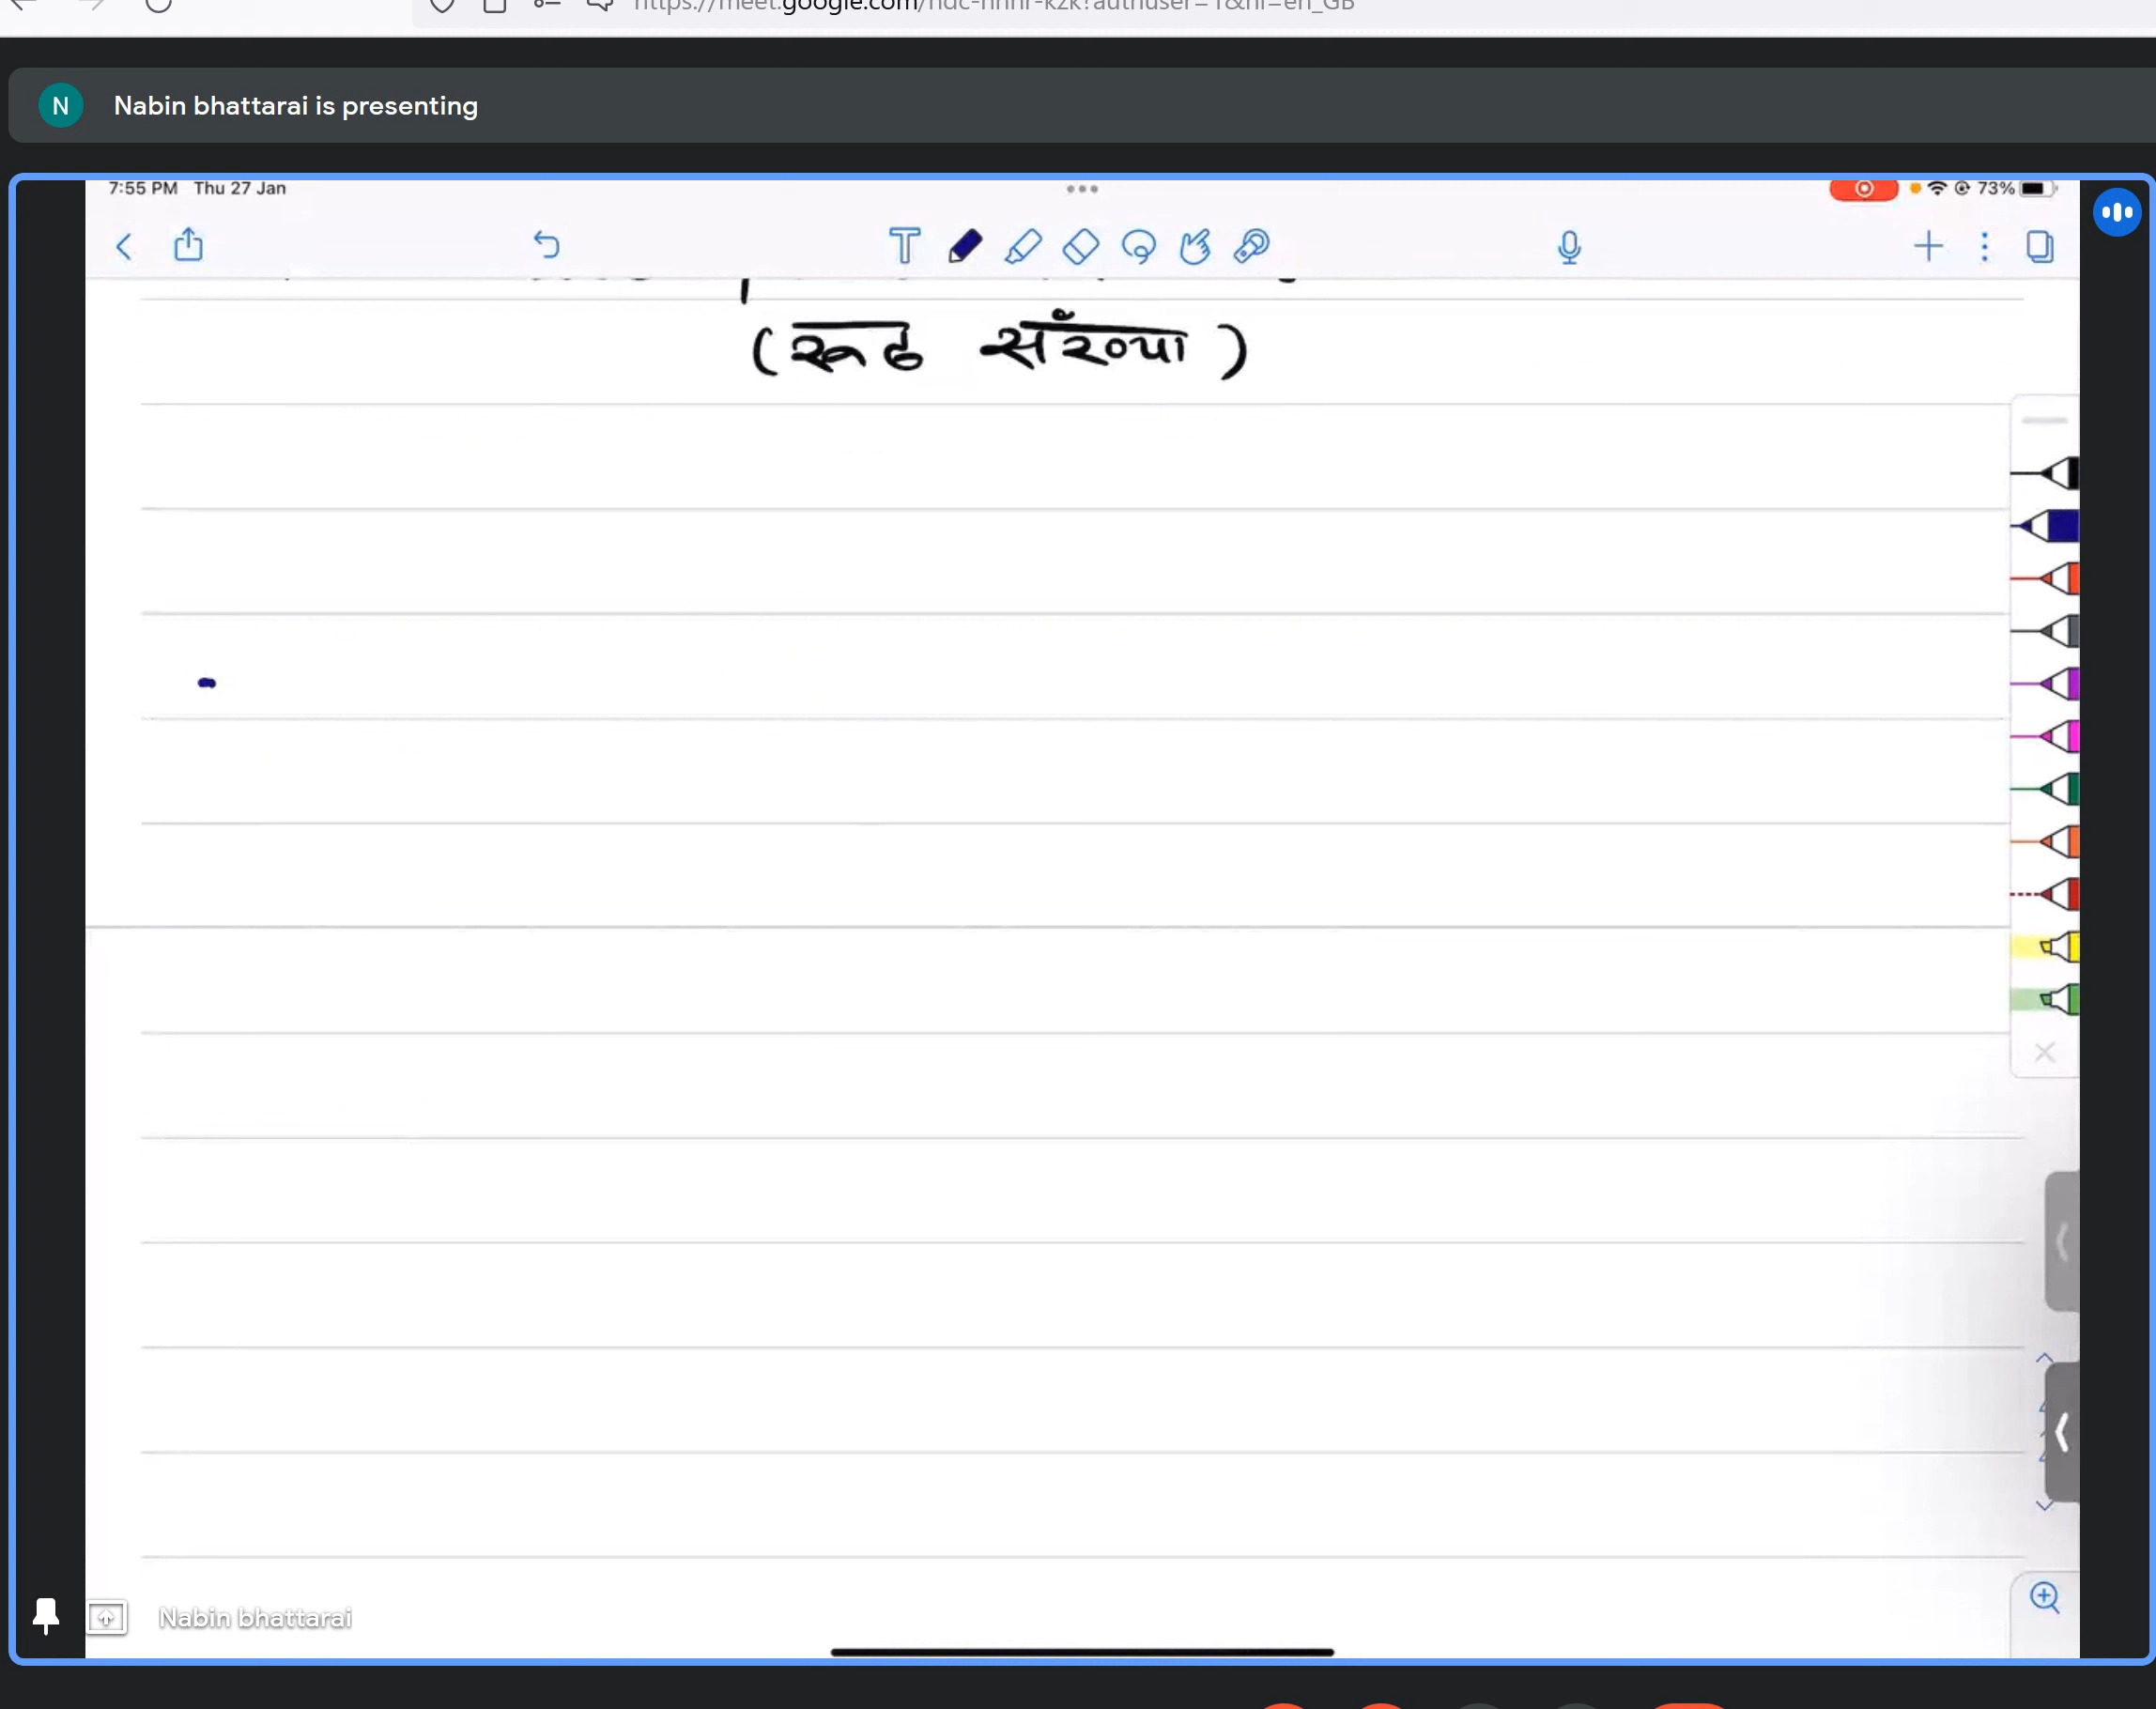 Nabin bhattarai is presenting
N
7:55 PM Thu 27 Jan
73%
(रूढ सँख्या)
Nabin bhattarai